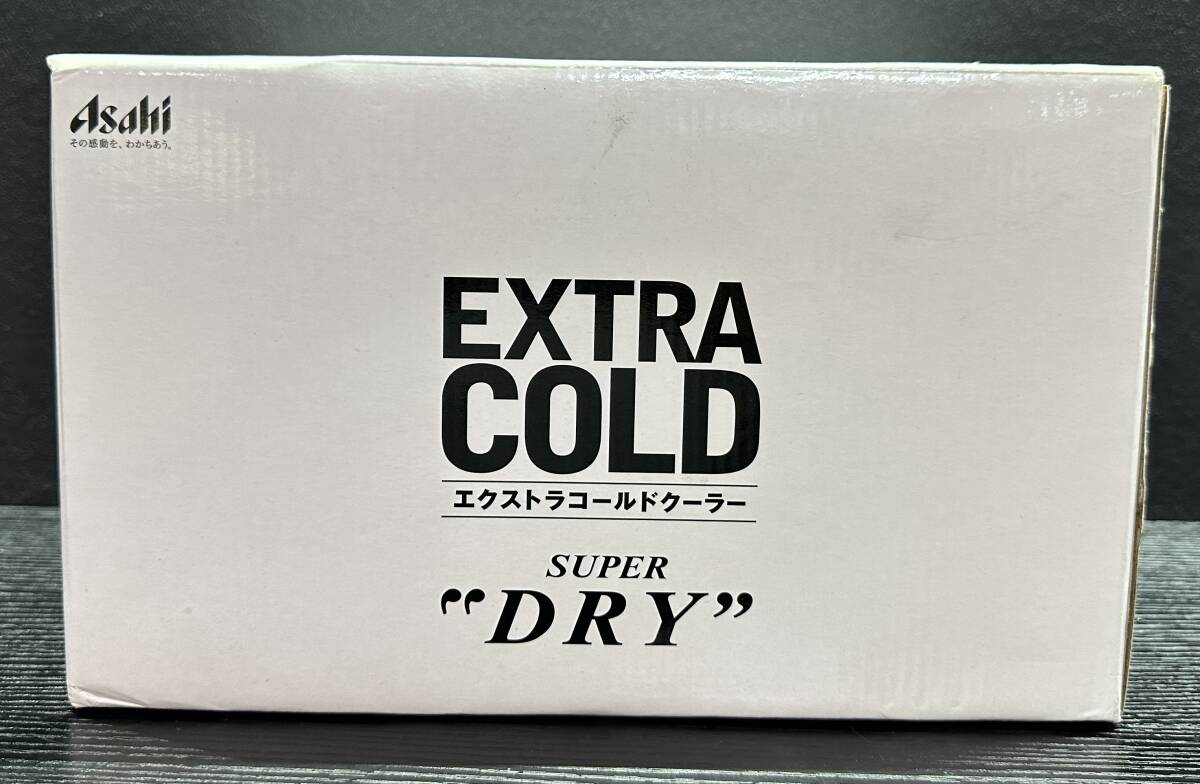 Asahi
その感動を、わかちあう。
EXTRA
COLD
エクストラコールドクーラー
SUPER
“DRY”